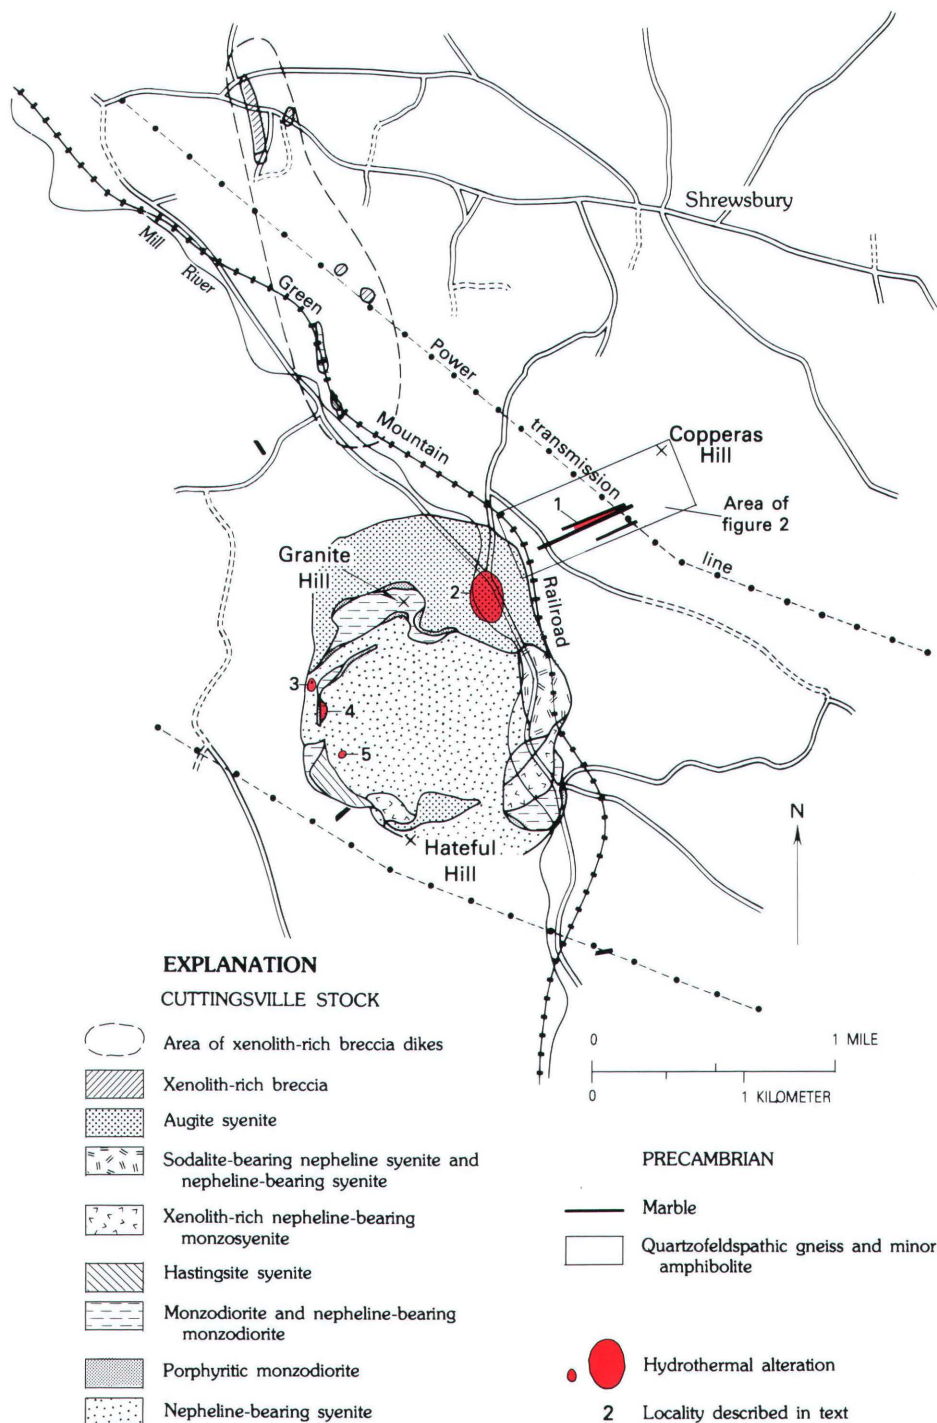 Shrewsbury
Mill
River
Green
Power
Mountain
transmission
Copperas
Hill
1
Area of
figure 2
line
Granite
Hill
2
Railroad
3
4
5
N
Hateful
Hill
EXPLANATION
CUTTINGSVILLE STOCK
Area of xenolith-rich breccia dikes
Xenolith-rich breccia
Augite syenite
Sodalite-bearing nepheline syenite and
nepheline-bearing syenite
Xenolith-rich nepheline-bearing
monzosyenite
Hastingsite syenite
Monzodiorite and nepheline-bearing
monzodiorite
Porphyritic monzodiorite
Nepheline-bearing syenite
0 1 MILE
0 1 KILOMETER
PRECAMBRIAN
Marble
Quartzofeldspathic gneiss and minor
amphibolite
Hydrothermal alteration
2 Locality described in text